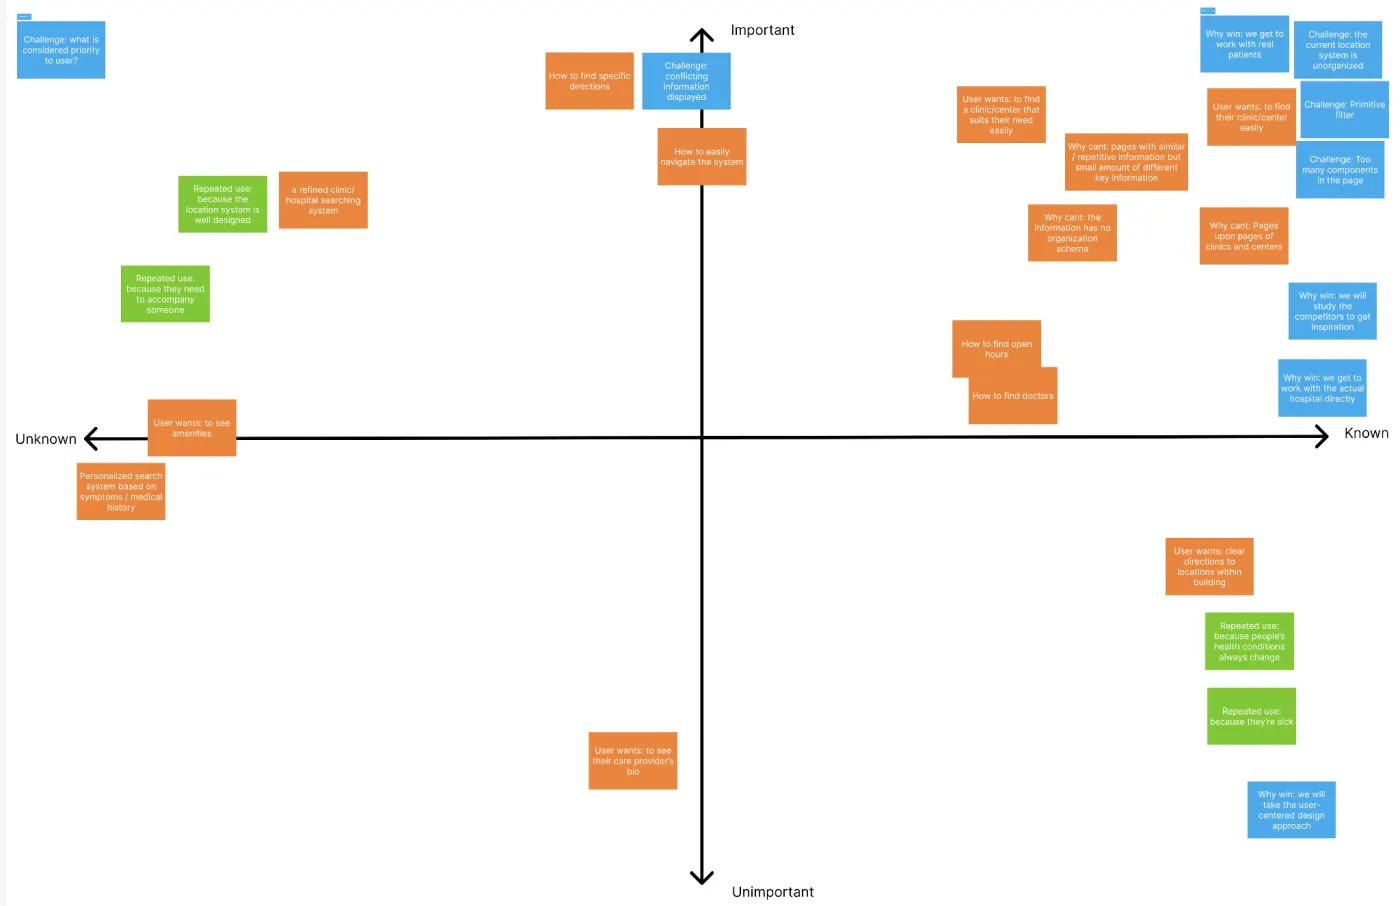 Important
Challenge: what is
considered priority
to user?
How to find specific
directions
Challenge:
conflicting
information
displayed
How to easily
navigate the system
Why win: we get to
work with real
patients
Challenge: the
current location
system is
unorganized
User wants: to find
a clinic/center that
suits their need
easily
User wants: to find
their clinic/center
easily
Challenge: Primitive
filter
Why cant: pages with similar
/ repetitive information but
small amount of different
key information
Challenge: Too
many components
in the page
Repeated use:
because the
location system is
well designed
a refined clinic/
hospital searching
system
Why cant: the
information has no
organization
scheme
Why cant: Pages
upon pages of
clinics and centers
Repeated use:
because they need
to accompany
someone
Why win: we will
study the
competitors to get
inspiration
How to find open
hours
How to find doctors
Why win: we get to
work with the actual
hospital directly
User wants: to see
amenities
Unknown
Known
Personalized search
system based on
symptoms / medical
history
User wants: clear
directions to
locations within
building
Repeated use:
because people's
health conditions
always change
Repeated use:
because they're sick
User wants: to see
their care provider's
bio
Why win: we will
take the user-
centered design
approach
Unimportant